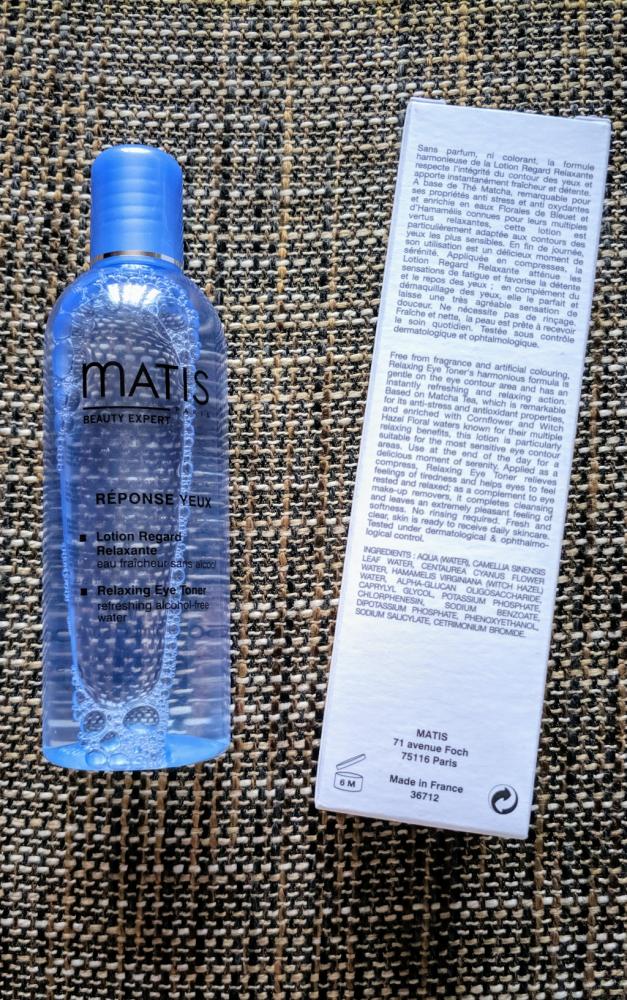 MATIS
PARIS
BEAUTY EXPERT
RÉPONSE YEUX
Lotion Regard
Relaxante
eau fraîcheur sans alcool
Relaxing Eye Toner
refreshing alcohol-free
water
Sans parfum, ni colorant, la formule
harmonieuse de la Lotion Regard Relaxante
respecte l'intégrité du contour des yeux et
apporte instantanément fraîcheur et détente.
A base de Thé Matcha, remarquable pour
ses propriétés anti stress et anti oxydantes
et enrichie en eaux Florales de Bleuet et
d'Hamamélis connues pour leurs multiples
vertus relaxantes, cette lotion est
particulièrement adaptée aux contours des
yeux les plus sensibles. En fin de journée,
son utilisation est un délicieux moment de
sérénité. Appliquée en compresses, la
Lotion Regard Relaxante atténue les
sensations de fatigue et favorise la détente
et le repos des yeux ; en complément du
démaquillage des yeux, elle le parfait et
laisse une très agréable sensation de
douceur. Ne nécessite pas de rinçage.
Fraîche et nette, la peau est prête à recevoir
le soin quotidien. Testée sous contrôle
dermatologique et ophtalmologique.
Free from fragrance and artificial colouring,
Relaxing Eye Toner's harmonious formula is
gentle on the eye contour area and has an
instantly refreshing and relaxing action.
Based on Matcha Tea, which is remarkable
for its anti-stress and antioxidant properties,
and enriched with Cornflower and Witch
Hazel Floral waters known for their multiple
relaxing benefits, this lotion is particularly
suitable for the most sensitive eye contour
areas. Use at the end of the day for a
delicious moment of serenity. Applied as a
compress, Relaxing Eye Toner relieves
feelings of tiredness and helps eyes to feel
rested and relaxed; as a complement to eye
make-up removers, it completes cleansing
and leaves an extremely pleasant feeling of
softness. No rinsing required. Fresh and
clear, skin is ready to receive daily skincare.
Tested under dermatological & ophthalmo-
logical control.
INGREDIENTS : AQUA (WATER), CAMELLIA SINENSIS
LEAF WATER, CENTAUREA CYANUS FLOWER
WATER, HAMAMELIS VIRGINIANA (WITCH HAZEL)
WATER, ALPHA-GLUCAN OLIGOSACCHARIDE,
CAPRYLYL GLYCOL, POTASSIUM PHOSPHATE,
CHLORPHENESIN, SODIUM BENZOATE,
DIPOTASSIUM PHOSPHATE, PHENOXYETHANOL,
SODIUM SALICYLATE, CETRIMONIUM BROMIDE.
MATIS
71 avenue Foch
75116 Paris
Made in France
36712
6 M